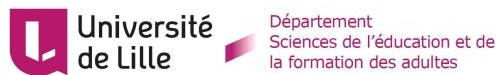 Université
de Lille
Département
Sciences de l'éducation et de
la formation des adultes